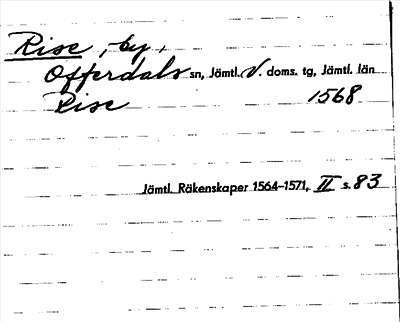 Rise, by,
Offerdals sn, Jämtl. V. doms. tg, Jämtl. län
Rise 1568
Jämtl. Räkenskaper 1564-1571, II s. 83